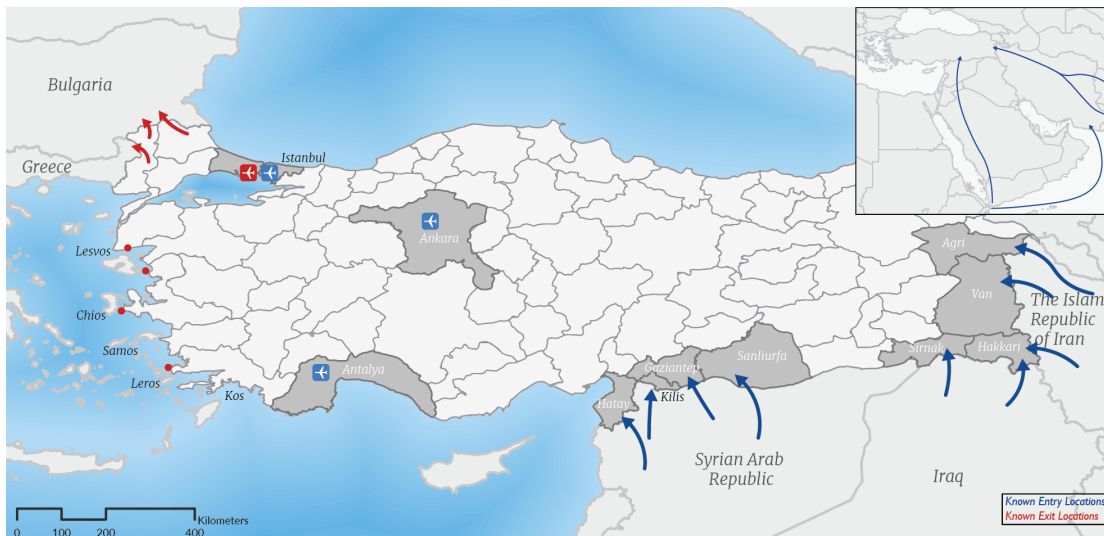 Bulgaria
Greece
Istanbul
Ankara
Lesvos
Chios
Samos
Leros
Kos
Antalya
Agri
Van
The Islam
Republic
of Iran
Sirnak
Hakkari
Sanliurfa
Gaziantep
Kilis
Hatay
Syrian Arab
Republic
Iraq
Known Entry Locations
Known Exit Locations
Kilometers
0 100 200 400